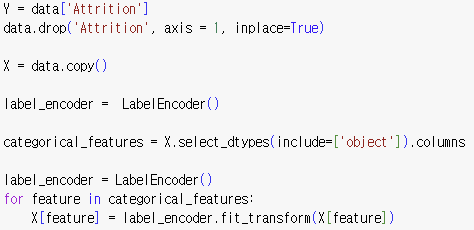 Y = data['Attrition']
data.drop('Attrition', axis = 1, inplace=True)
X = data.copy()
label_encoder =  LabelEncoder()
categorical_features = X.select_dtypes(include=['object']).columns
label_encoder = LabelEncoder()
for feature in categorical_features:
    X[feature] = label_encoder.fit_transform(X[feature])